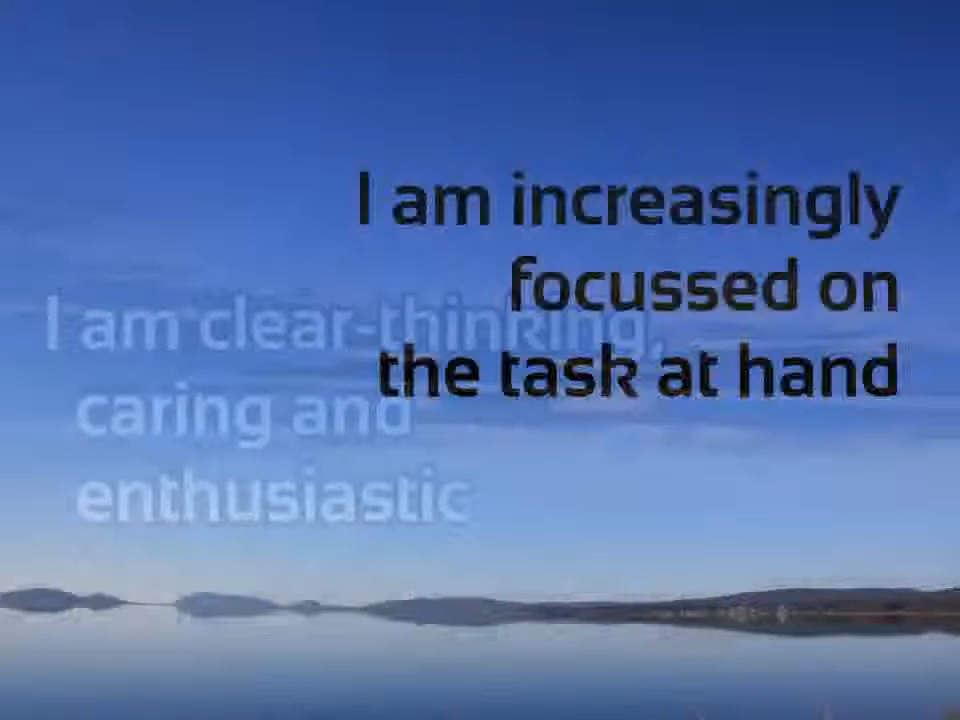 I am increasingly
focussed on
the task at hand
I am clear-thinking,
caring and
enthusiastic